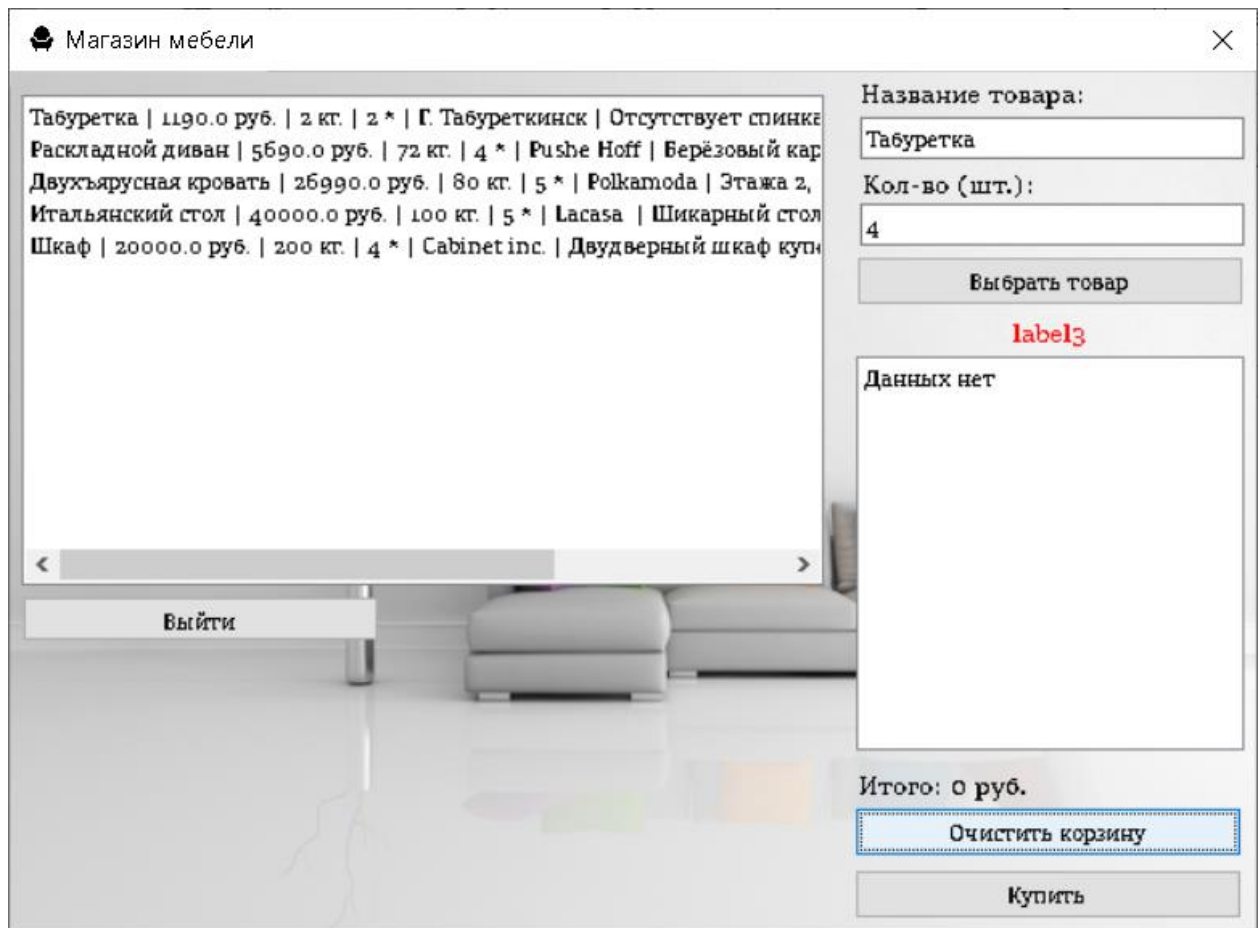 Магазин мебели
Табуретка | 1190.0 руб. | 2 кг. | 2 * | Г. Табуреткинск | Отсутствует спинка
Раскладной диван | 5690.0 руб. | 72 кг. | 4 * | Pushe Hoff | Берёзовый кар
Двухъярусная кровать | 26990.0 руб. | 80 кг. | 5 * | Polkamoda | Этажа 2,
Итальянский стол | 40000.0 руб. | 100 кг. | 5 * | Lacasa | Шикарный стол
Шкаф | 20000.0 руб. | 200 кг. | 4 * | Cabinet inc. | Двудверный шкаф купе
Выйти
Название товара:
Табуретка
Кол-во (шт.):
4
Выбрать товар
label3
Данных нет
Итого: 0 руб.
Очистить корзину
Купить